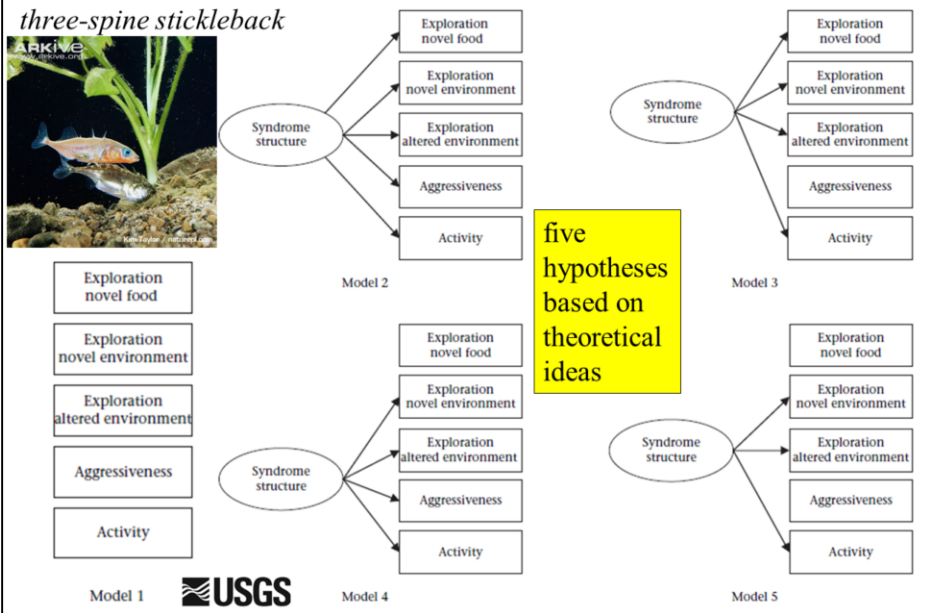 three-spine stickleback
ARKive
www.arkive.org
© Kim Taylor / naturepl.com
Syndrome
structure
Exploration
novel food
Exploration
novel environment
Exploration
altered environment
Aggressiveness
Activity
Model 2
Syndrome
structure
Exploration
novel food
Exploration
novel environment
Exploration
altered environment
Aggressiveness
Activity
Model 3
five
hypotheses
based on
theoretical
ideas
Exploration
novel food
Exploration
novel environment
Exploration
altered environment
Aggressiveness
Activity
Model 1
USGS
Syndrome
structure
Exploration
novel food
Exploration
novel environment
Exploration
altered environment
Aggressiveness
Activity
Model 4
Syndrome
structure
Exploration
novel food
Exploration
novel environment
Exploration
altered environment
Aggressiveness
Activity
Model 5